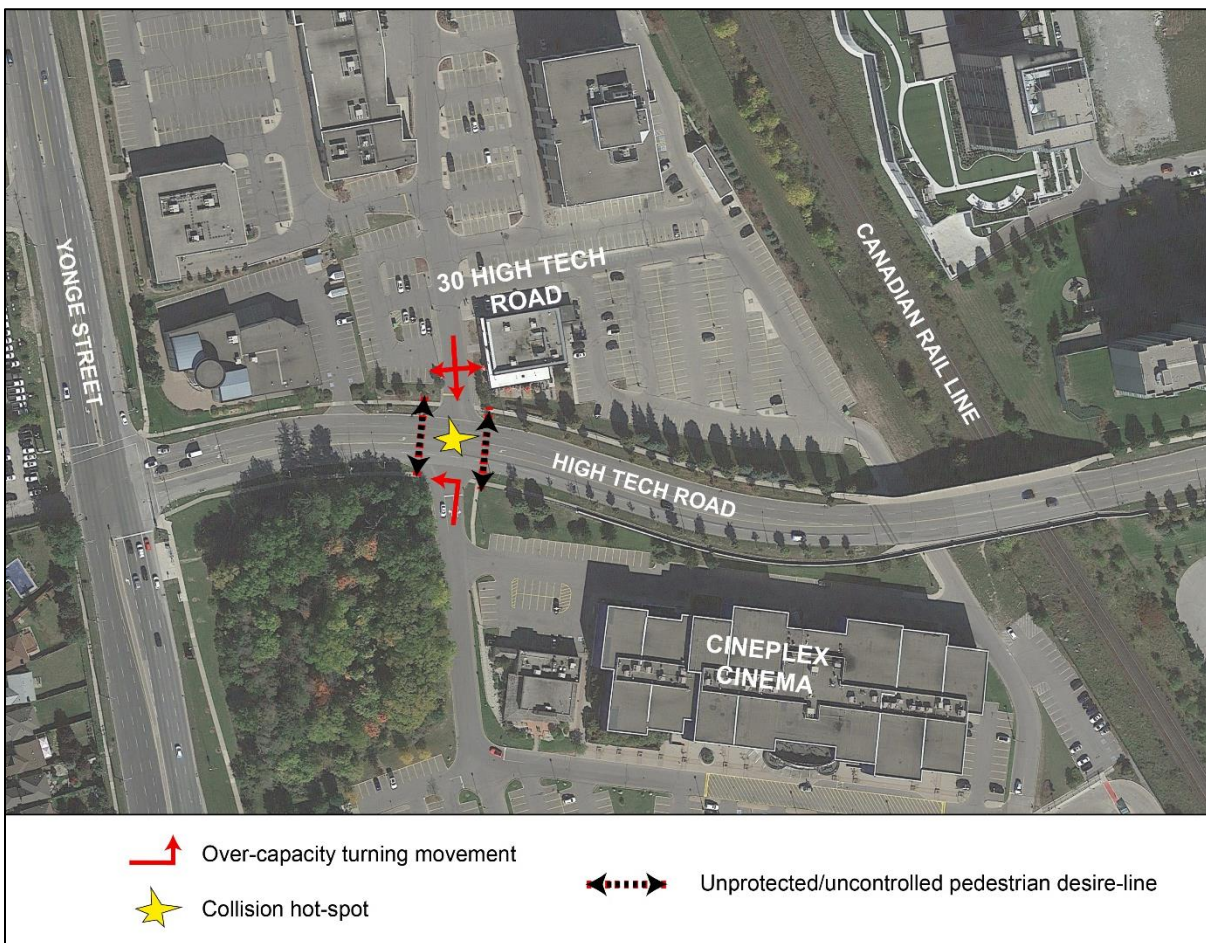 30 HIGH TECH
ROAD
YONGE STREET
CANADIAN RAIL LINE
HIGH TECH ROAD
CINEPLEX
CINEMA
Over-capacity turning movement
Unprotected/uncontrolled pedestrian desire-line
Collision hot-spot